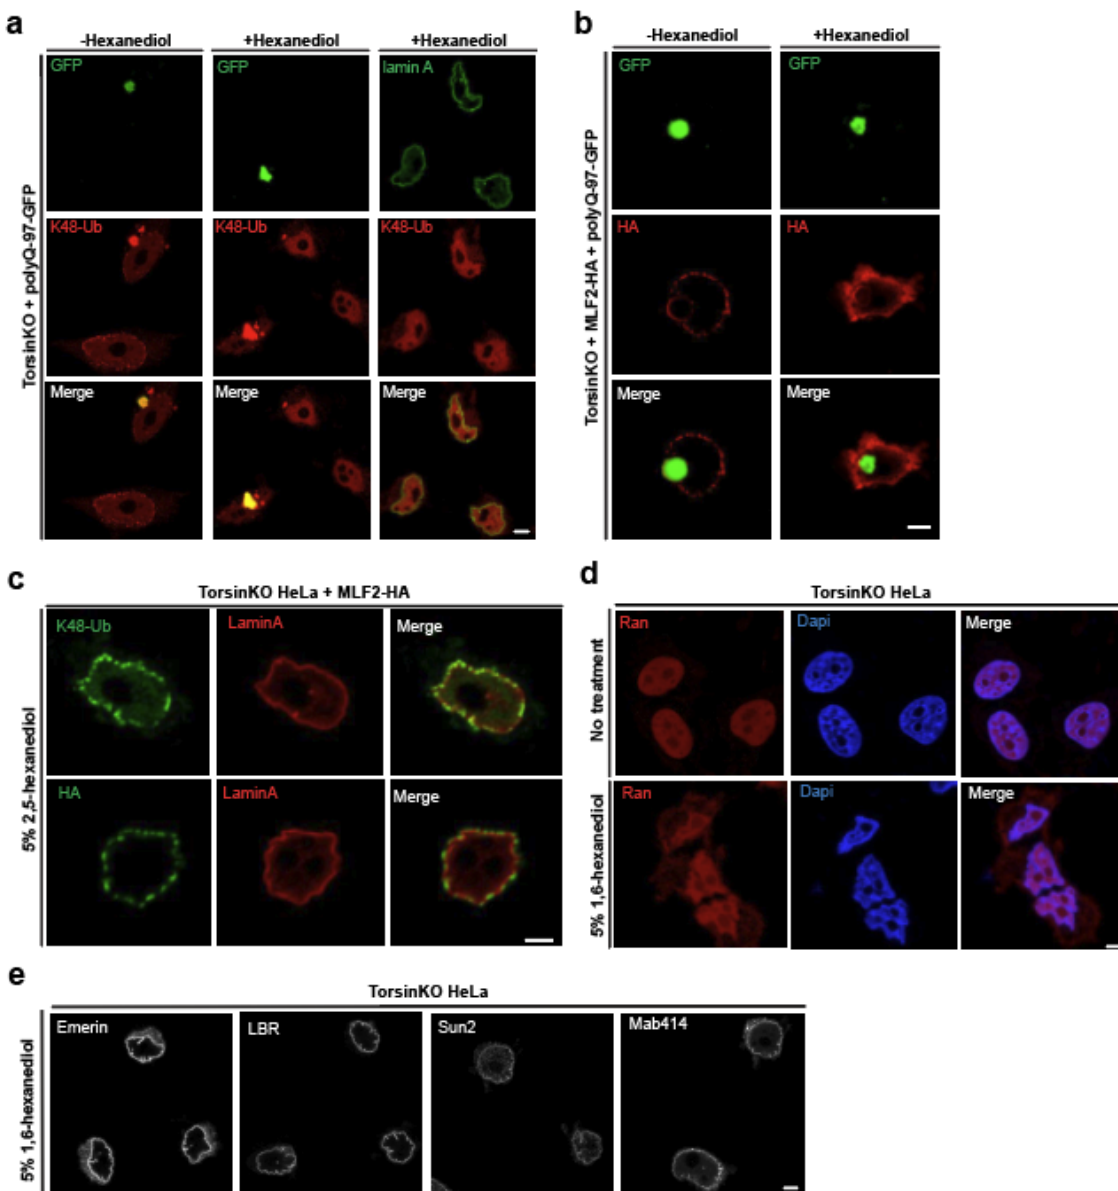 a
-Hexanediol +Hexanediol +Hexanediol
TorsinKO + polyQ-97-GFP
GFP GFP lamin A
K48-Ub K48-Ub K48-Ub
Merge Merge Merge
b
-Hexanediol +Hexanediol
TorsinKO + MLF2-HA + polyQ-97-GFP
GFP GFP
HA HA
Merge Merge
c
TorsinKO HeLa + MLF2-HA
5% 2,5-hexanediol
K48-Ub LaminA Merge
HA LaminA Merge
d
TorsinKO HeLa
No treatment
Ran Dapi Merge
5% 1,6-hexanediol
Ran Dapi Merge
e
TorsinKO HeLa
5% 1,6-hexanediol
Emerin LBR Sun2 Mab414